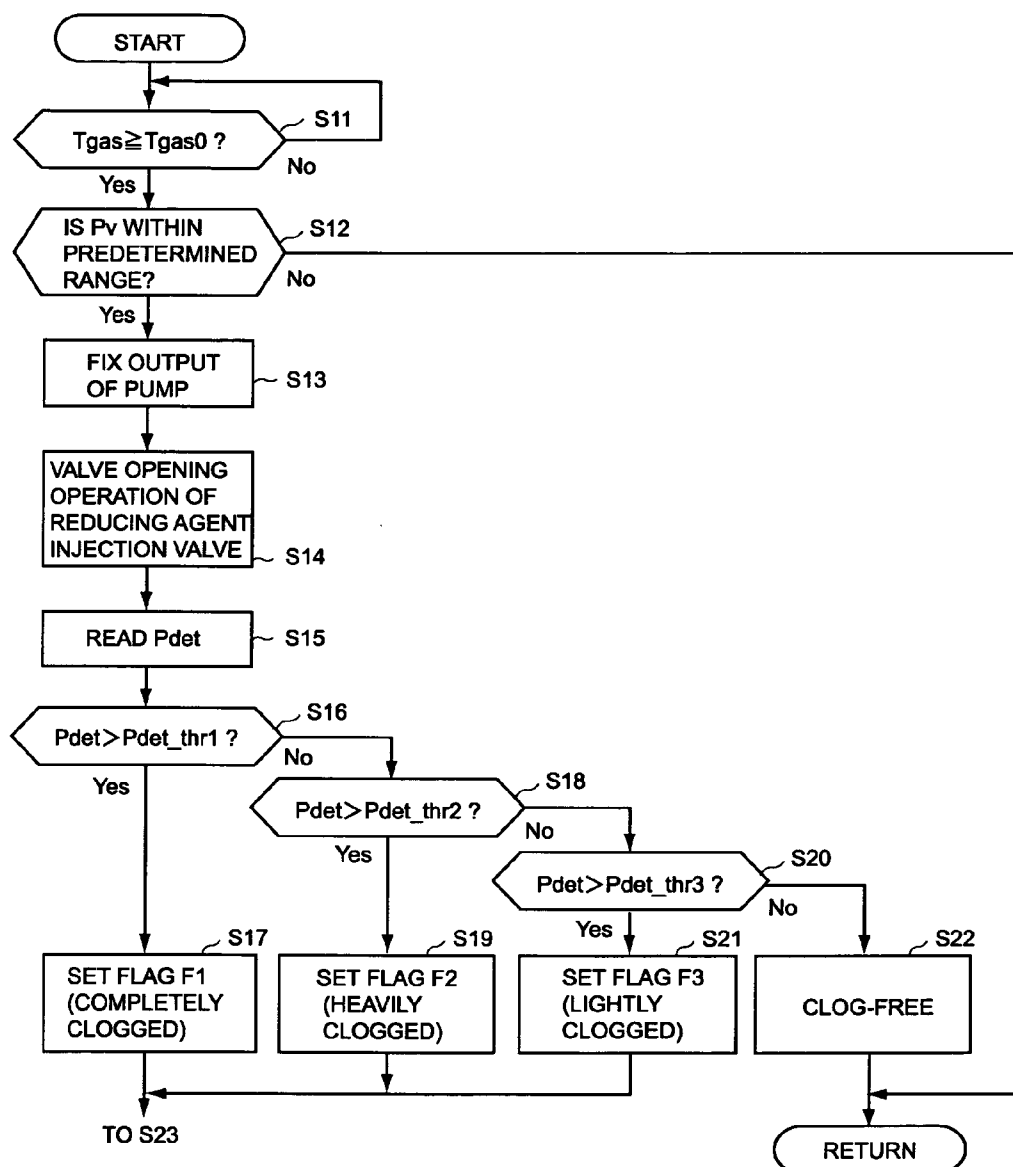 START
S11
Tgas≧Tgas0 ?
No
Yes
IS Pv WITHIN
PREDETERMINED
RANGE?
S12
No
Yes
FIX OUTPUT
OF PUMP
S13
VALVE OPENING
OPERATION OF
REDUCING AGENT
INJECTION VALVE
S14
READ Pdet
S15
S16
Pdet>Pdet_thr1 ?
No
Yes
S18
Pdet>Pdet_thr2 ?
No
Yes
S20
Pdet>Pdet_thr3 ?
No
Yes
S17
SET FLAG F1
(COMPLETELY
CLOGGED)
S19
SET FLAG F2
(HEAVILY
CLOGGED)
S21
SET FLAG F3
(LIGHTLY
CLOGGED)
S22
CLOG-FREE
TO S23
RETURN